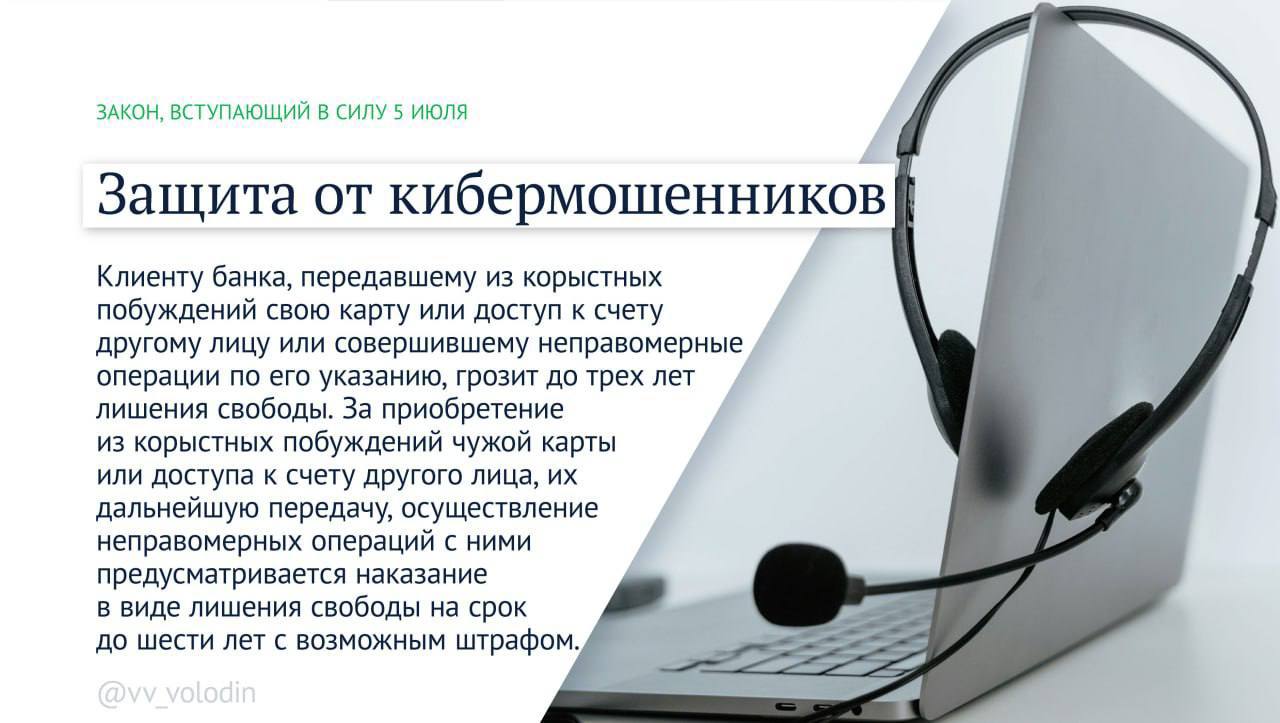 ЗАКОН, ВСТУПАЮЩИЙ В СИЛУ 5 ИЮЛЯ
Защита от кибермошенников
Клиенту банка, передавшему из корыстных
побуждений свою карту или доступ к счету
другому лицу или совершившему неправомерные
операции по его указанию, грозит до трех лет
лишения свободы. За приобретение
из корыстных побуждений чужой карты
или доступа к счету другого лица, их
дальнейшую передачу, осуществление
неправомерных операций с ними
предусматривается наказание
в виде лишения свободы на срок
до шести лет с возможным штрафом.
@vv_volodin